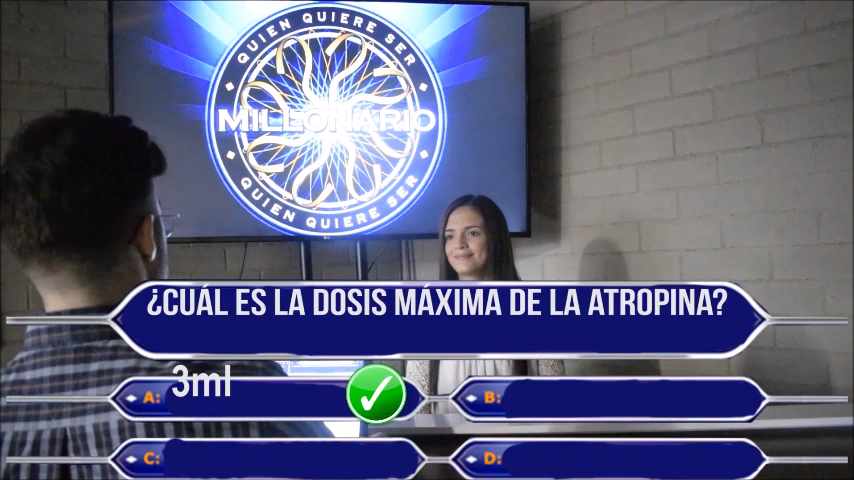 QUIEN QUIERE SER
MILLONARIO
QUIEN QUIERE SER
¿CUÁL ES LA DOSIS MÁXIMA DE LA ATROPINA?
A: 3ml
B:
C:
D: